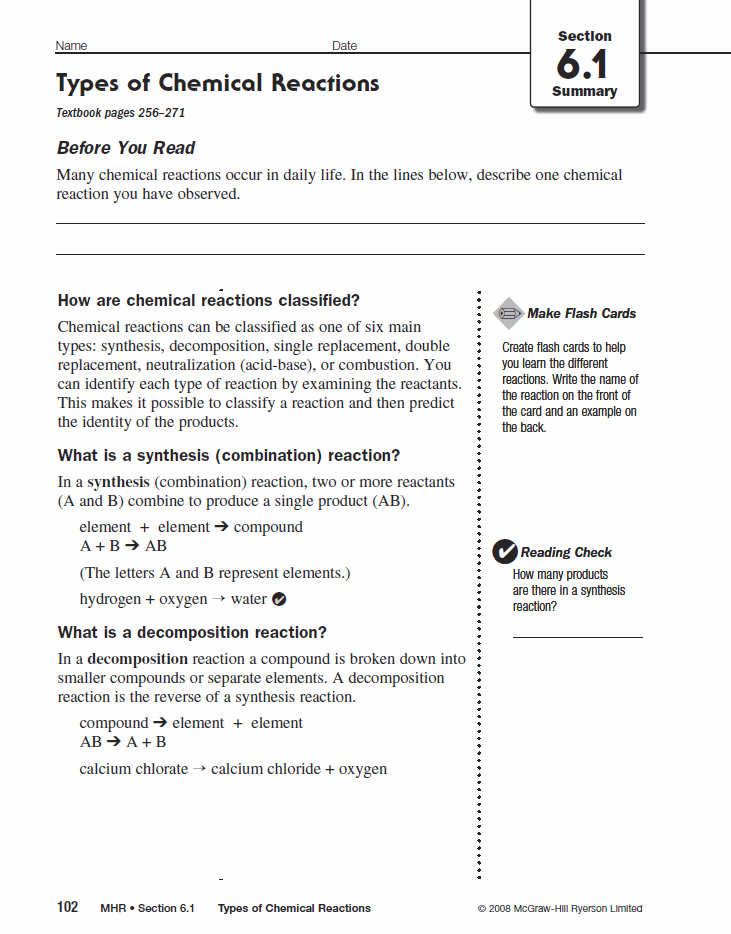 Name Date
Section
6.1
Summary
Types of Chemical Reactions
Textbook pages 256–271
Before You Read
Many chemical reactions occur in daily life. In the lines below, describe one chemical
reaction you have observed.
How are chemical reactions classified?
Chemical reactions can be classified as one of six main
types: synthesis, decomposition, single replacement, double
replacement, neutralization (acid-base), or combustion. You
can identify each type of reaction by examining the reactants.
This makes it possible to classify a reaction and then predict
the identity of the products.
What is a synthesis (combination) reaction?
In a synthesis (combination) reaction, two or more reactants
(A and B) combine to produce a single product (AB).
element + element ➔ compound
A + B ➔ AB
(The letters A and B represent elements.)
hydrogen + oxygen → water ✔
What is a decomposition reaction?
In a decomposition reaction a compound is broken down into
smaller compounds or separate elements. A decomposition
reaction is the reverse of a synthesis reaction.
compound ➔ element + element
AB ➔ A + B
calcium chlorate → calcium chloride + oxygen
Make Flash Cards
Create flash cards to help
you learn the different
reactions. Write the name of
the reaction on the front of
the card and an example on
the back.
✔ Reading Check
How many products
are there in a synthesis
reaction?
102 MHR • Section 6.1 Types of Chemical Reactions © 2008 McGraw-Hill Ryerson Limited